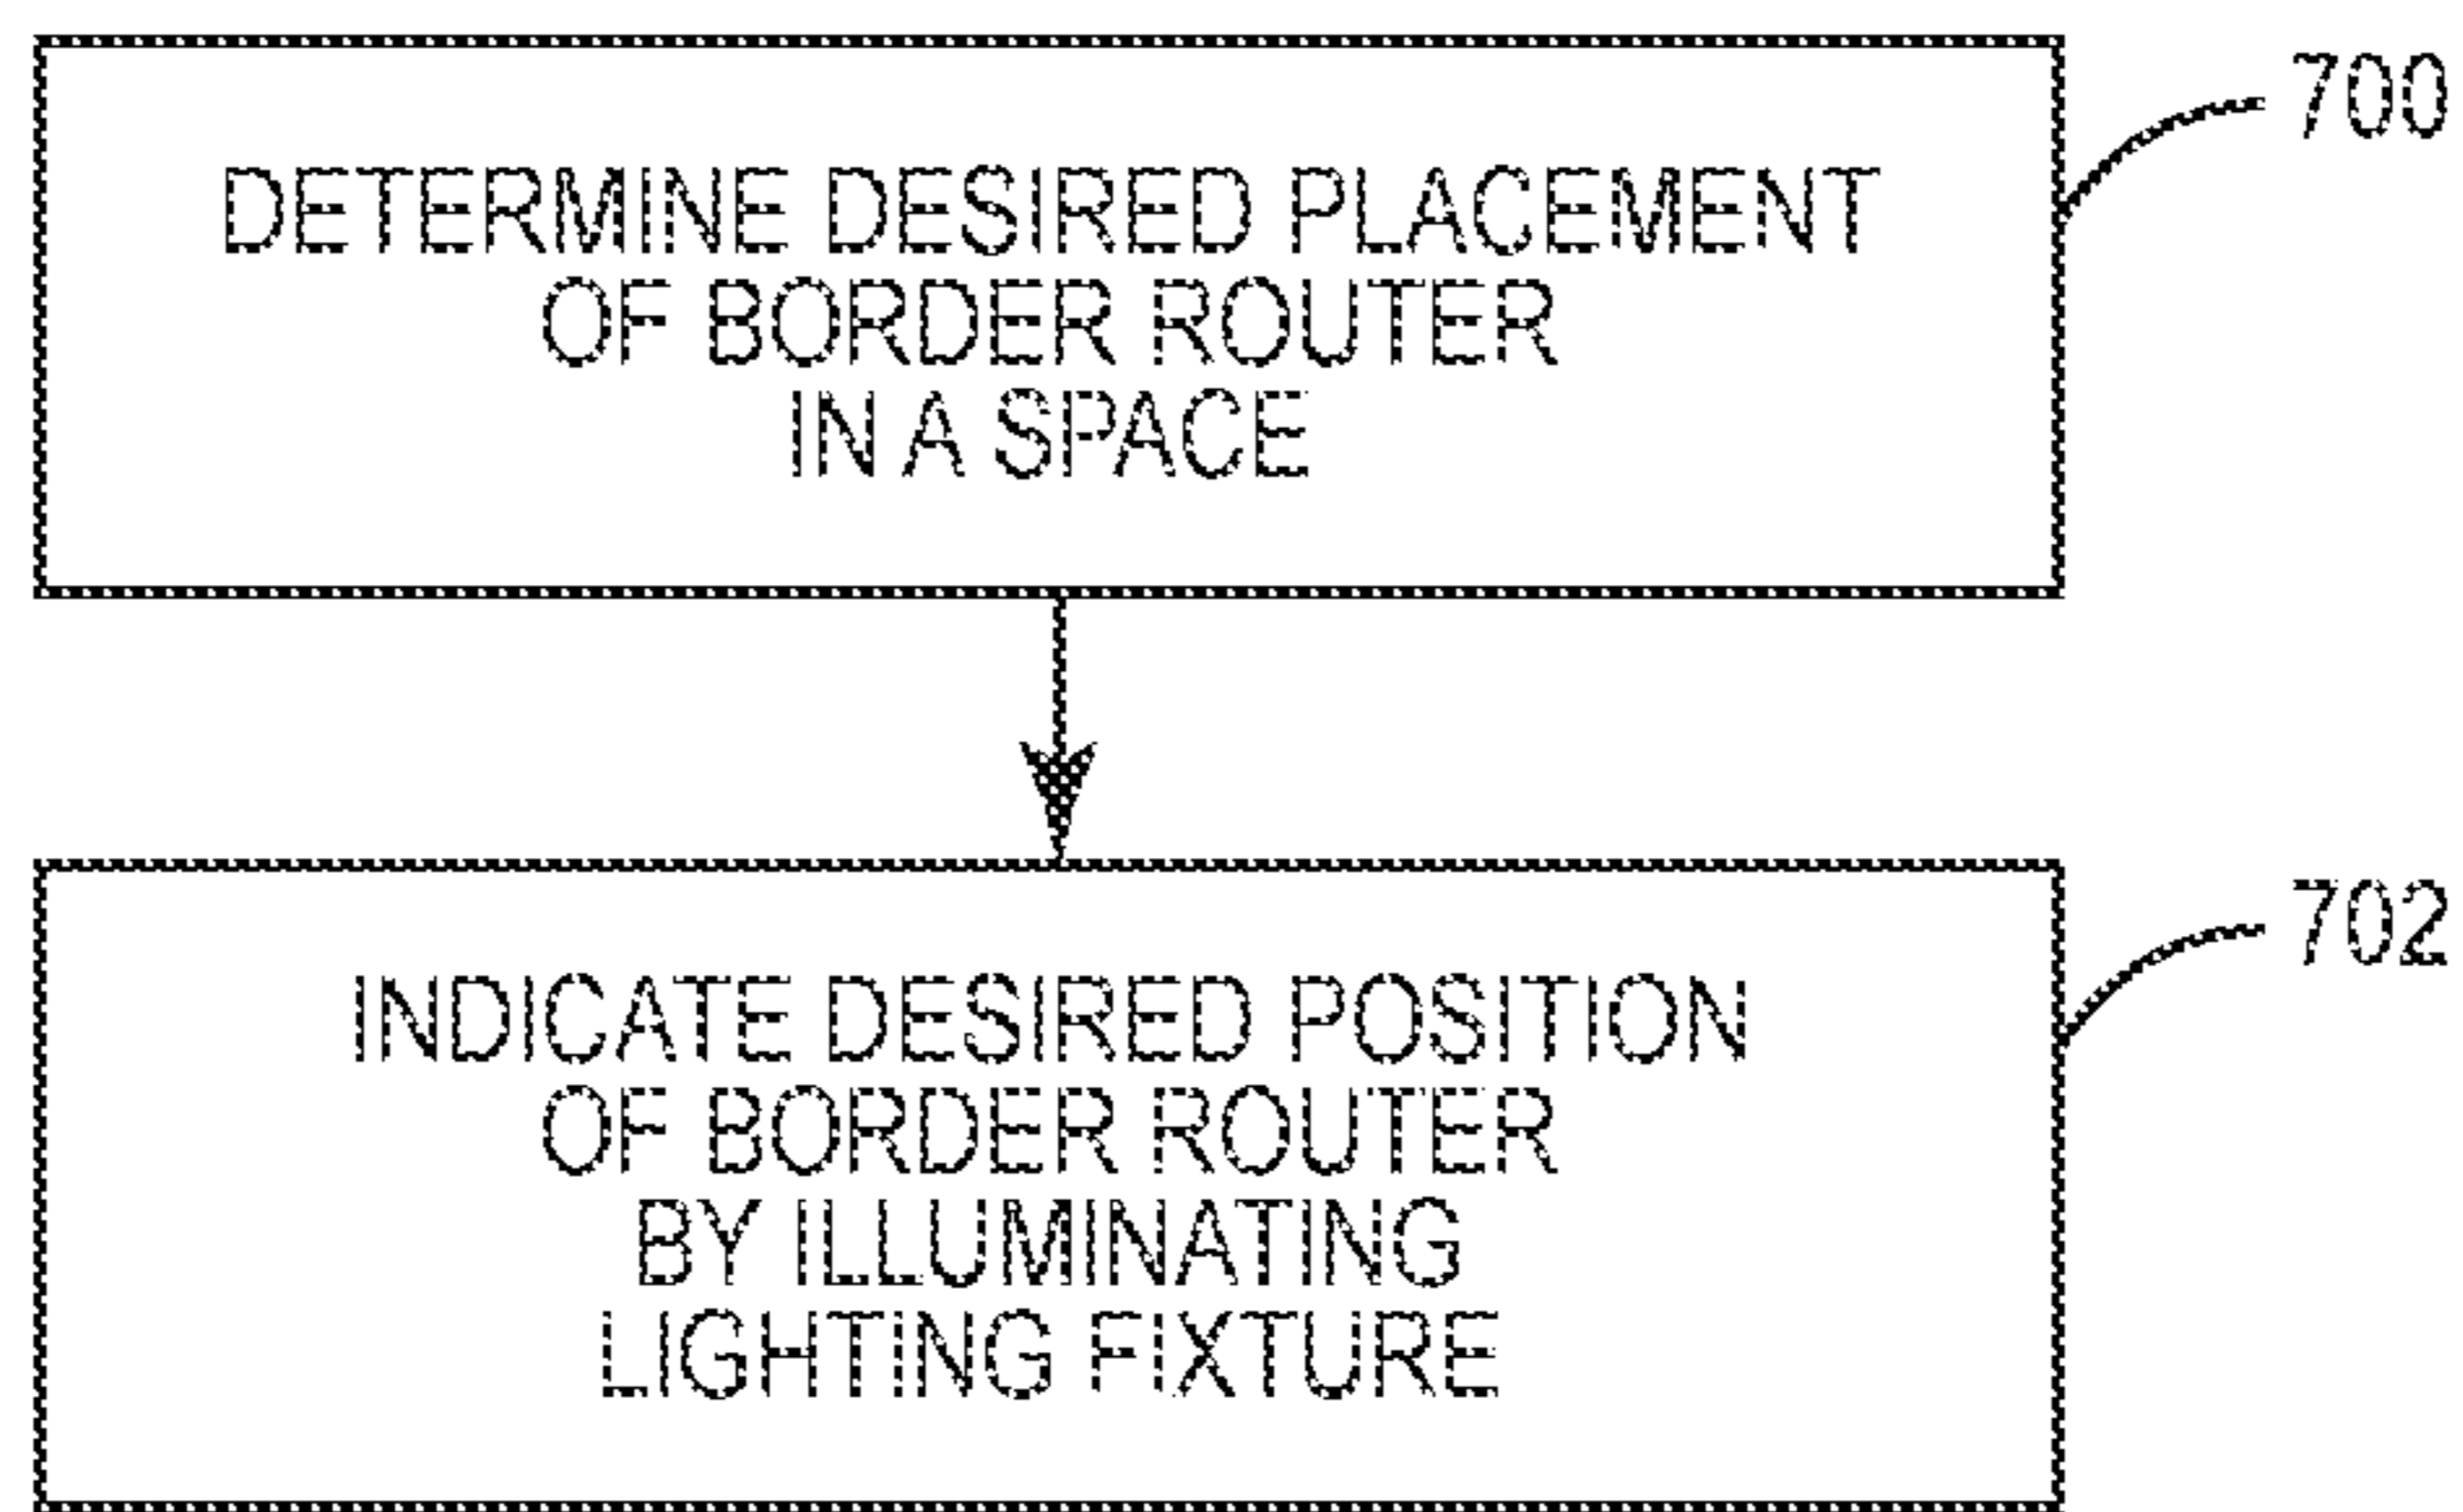 700
DETERMINE DESIRED PLACEMENT
OF BORDER ROUTER
IN A SPACE
702
INDICATE DESIRED POSITION
OF BORDER ROUTER
BY ILLUMINATING
LIGHTING FIXTURE